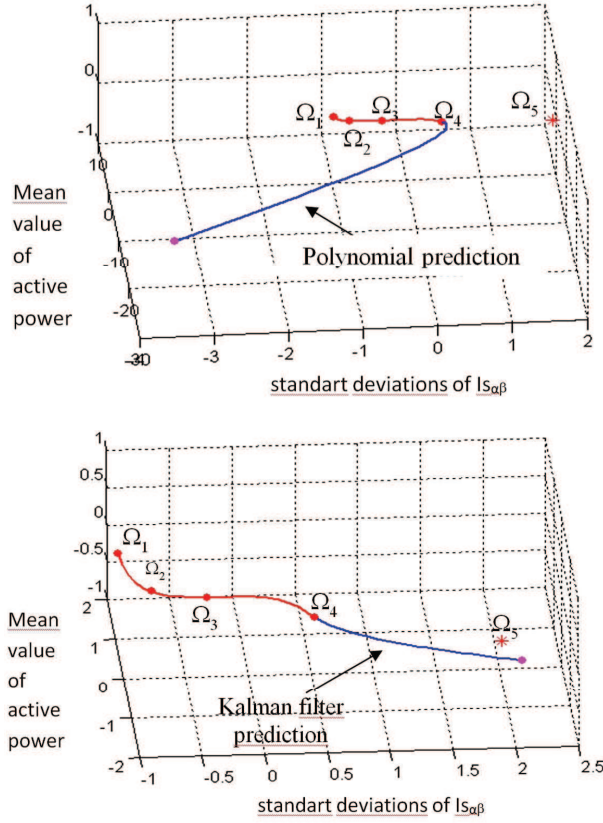 1
0
-1
10
0
-10
-20
-30
-4
-3
-2
-1
0
1
2
Ω1
Ω2
Ω3
Ω4
Ω5
Mean
value
of
active
power
Polynomial prediction
standart deviations of Isαβ
1
0.5
0
-0.5
-1
2
1
0
-1
-2
-1
-0.5
0
0.5
1
1.5
2
2.5
Ω1
Ω2
Ω3
Ω4
Ω5
Mean
value
of
active
power
Kalman filter
prediction
standart deviations of Isαβ